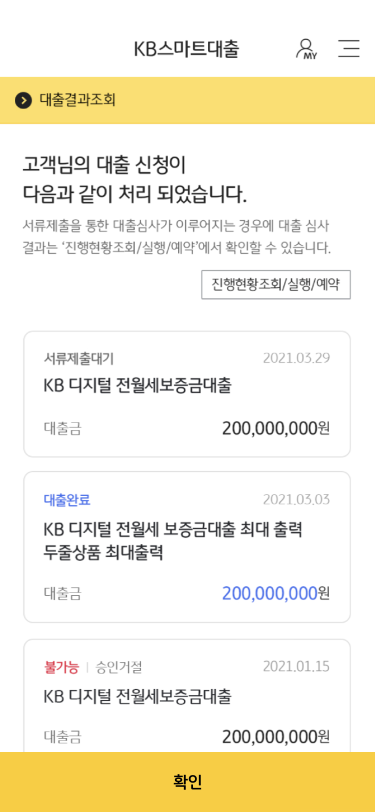 KB스마트대출
MY
대출결과조회
고객님의 대출 신청이
다음과 같이 처리 되었습니다.
서류제출을 통한 대출심사가 이루어지는 경우에 대출 심사
결과는 ‘진행현황조회/실행/예약’에서 확인할 수 있습니다.
진행현황조회/실행/예약
서류제출대기 2021.03.29
KB 디지털 전월세보증금대출
대출금 200,000,000원
대출완료 2021.03.03
KB 디지털 전월세 보증금대출 최대 출력
두줄상품 최대출력
대출금 200,000,000원
불가능 | 승인거절 2021.01.15
KB 디지털 전월세보증금대출
대출금 200,000,000원
확인